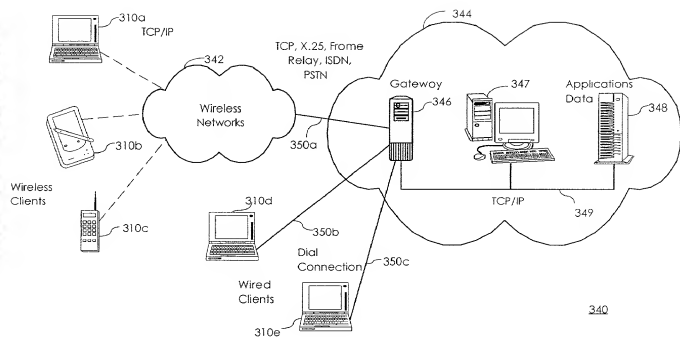 310a
TCP/IP
342
TCP, X.25, Frome
Relay, ISDN,
PSTN
344
Gatewoy
346
347
Applications
Data
348
Wireless
Networks
350a
310b
Wireless
Clients
310c
310d
350b
TCP/IP
349
Dial
Connection
350c
Wired
Clients
310e
340